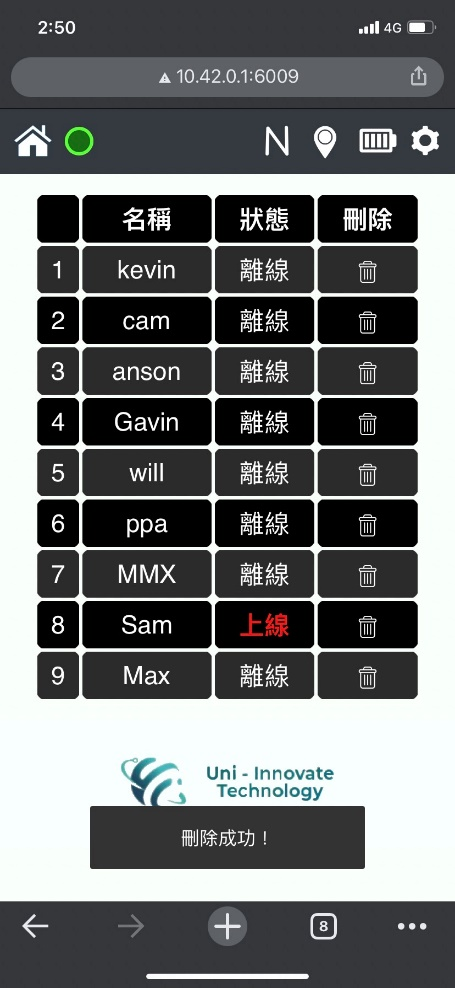 2:50
4G
10.42.0.1:6009
N
名稱 狀態 刪除
1 kevin 離線
2 cam 離線
3 anson 離線
4 Gavin 離線
5 will 離線
6 ppa 離線
7 MMX 離線
8 Sam 上線
9 Max 離線
Uni - Innovate
Technology
刪除成功！
8